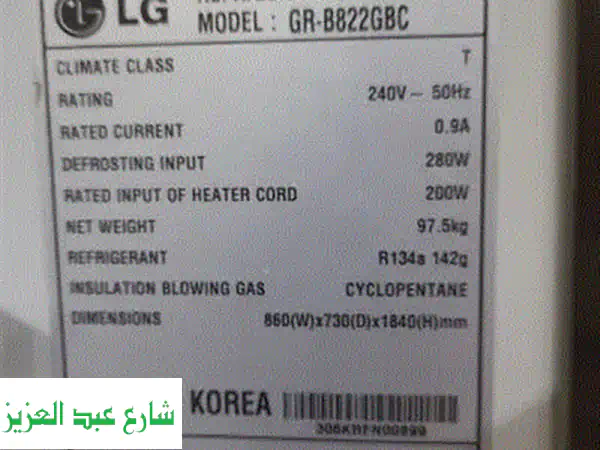 LG
MODEL : GR-B822GBC
CLIMATE CLASS T
RATING 240V~ 50Hz
RATED CURRENT 0.9A
DEFROSTING INPUT 280W
RATED INPUT OF HEATER CORD 200W
NET WEIGHT 97.5kg
REFRIGERANT R134a 142g
INSULATION BLOWING GAS CYCLOPENTANE
DIMENSIONS 860(W)x730(D)x1840(H)mm
KOREA
شارع عبد العزيز